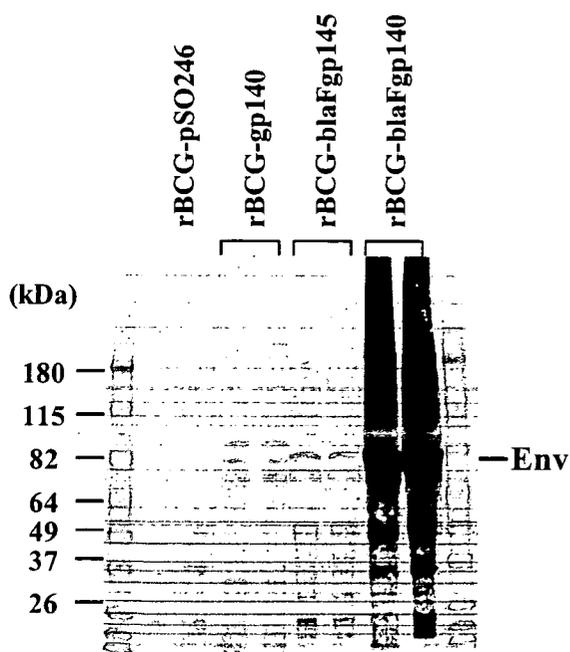 rBCG-pSO246
rBCG-gp140
rBCG-blaFgp145
rBCG-blaFgp140
(kDa)
180
115
82
64
49
37
26
Env